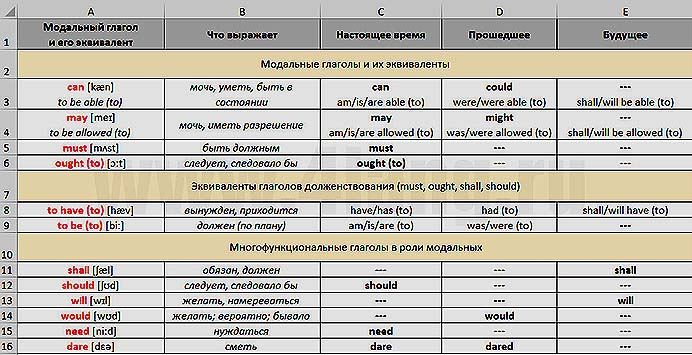 A B C D E
1 Модальный глагол и его эквивалент Что выражает Настоящее время Прошедшее Будущее
2 Модальные глаголы и их эквиваленты
3 can [kæn] мочь, уметь, быть в состоянии can could ---
to be able (to) am/is/are able (to) were/were able (to) shall/will be able (to)
4 may [meɪ] мочь, иметь разрешение may might ---
to be allowed (to) am/is/are allowed (to) was/were allowed (to) shall/will be allowed (to)
5 must [mʌst] быть должным must --- ---
6 ought (to) [ɔ:t] следует, следовало бы ought (to) --- ---
7 Эквиваленты глаголов долженствования (must, ought, shall, should)
8 to have (to) [hæv] вынужден, приходится have/has (to) had (to) shall/will have (to)
9 to be (to) [bi:] должен (по плану) am/is/are (to) was/were (to) ---
10 Многофункциональные глаголы в роли модальных
11 shall [ʃæl] обязан, должен --- --- shall
12 should [ʃʊd] следует, следовало бы should --- ---
13 will [wɪl] желать, намереваться --- --- will
14 would [wʊd] желать; вероятно; бывало --- would ---
15 need [ni:d] нуждаться need --- ---
16 dare [dɛə] сметь dare dared ---